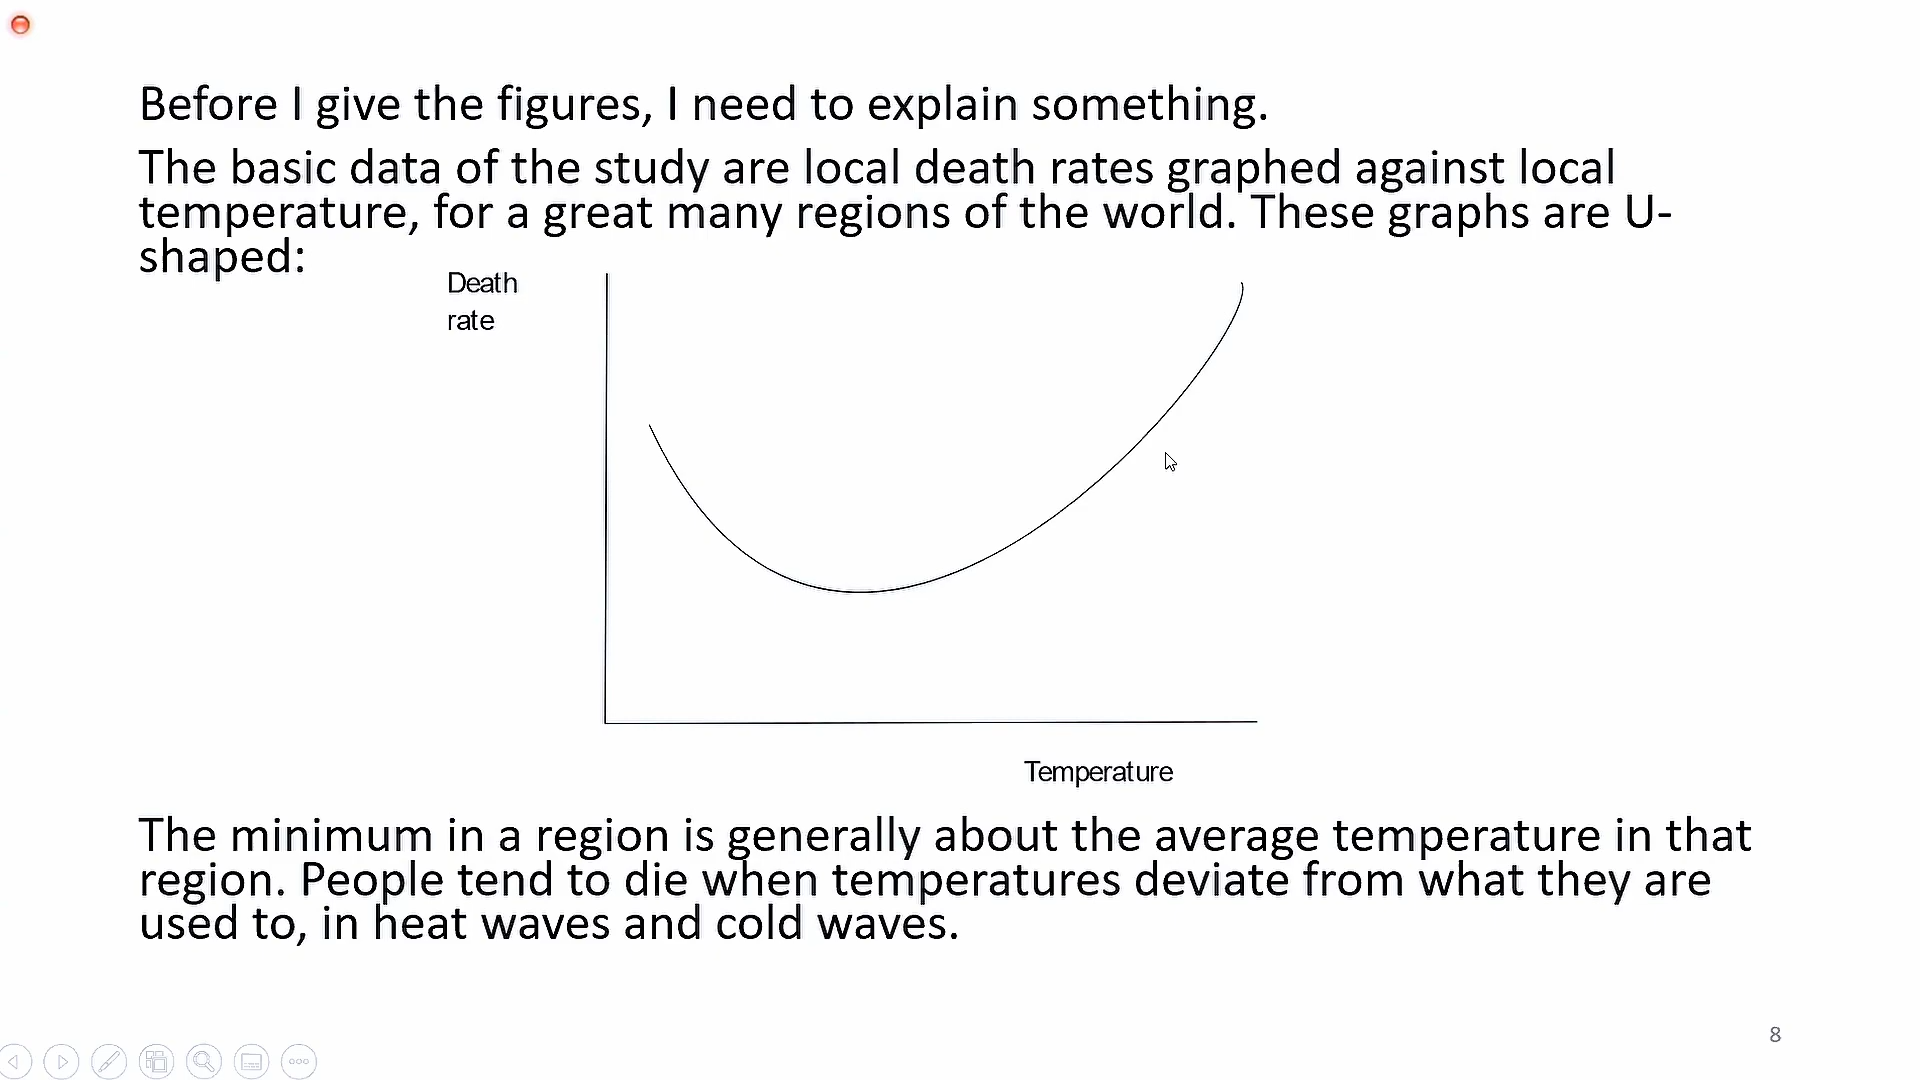 Before I give the figures, I need to explain something.
The basic data of the study are local death rates graphed against local
temperature, for a great many regions of the world. These graphs are U-
shaped:
Death
rate
Temperature
The minimum in a region is generally about the average temperature in that
region. People tend to die when temperatures deviate from what they are
used to, in heat waves and cold waves.
8